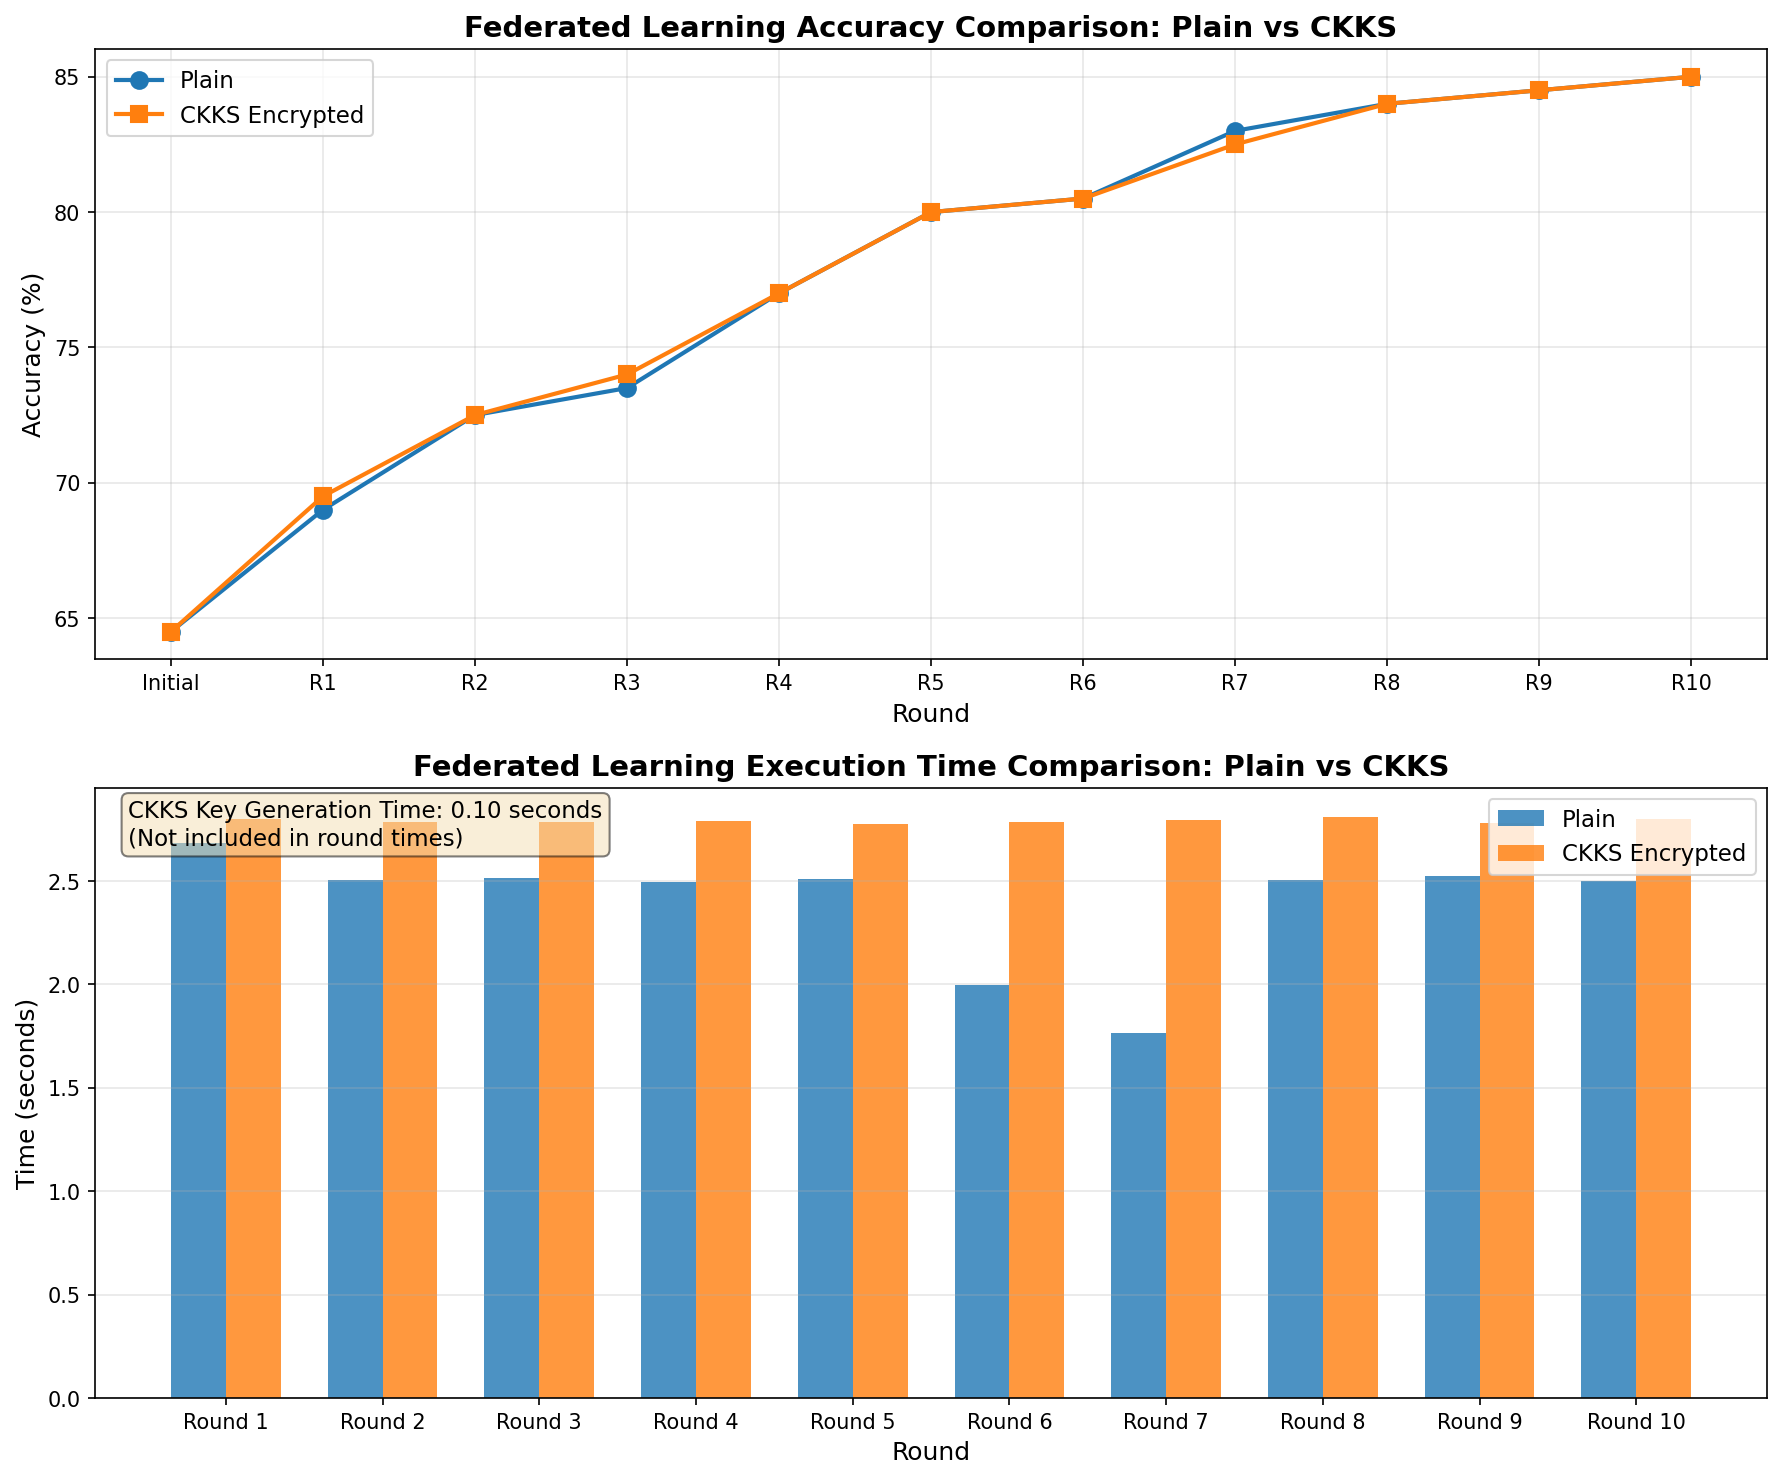 Federated Learning Accuracy Comparison: Plain vs CKKS
Plain
CKKS Encrypted
85
80
75
70
65
Accuracy (%)
Initial R1 R2 R3 R4 R5 R6 R7 R8 R9 R10
Round
Federated Learning Execution Time Comparison: Plain vs CKKS
CKKS Key Generation Time: 0.10 seconds
(Not included in round times)
Plain
CKKS Encrypted
2.5
2.0
1.5
1.0
0.5
0.0
Time (seconds)
Round 1 Round 2 Round 3 Round 4 Round 5 Round 6 Round 7 Round 8 Round 9 Round 10
Round